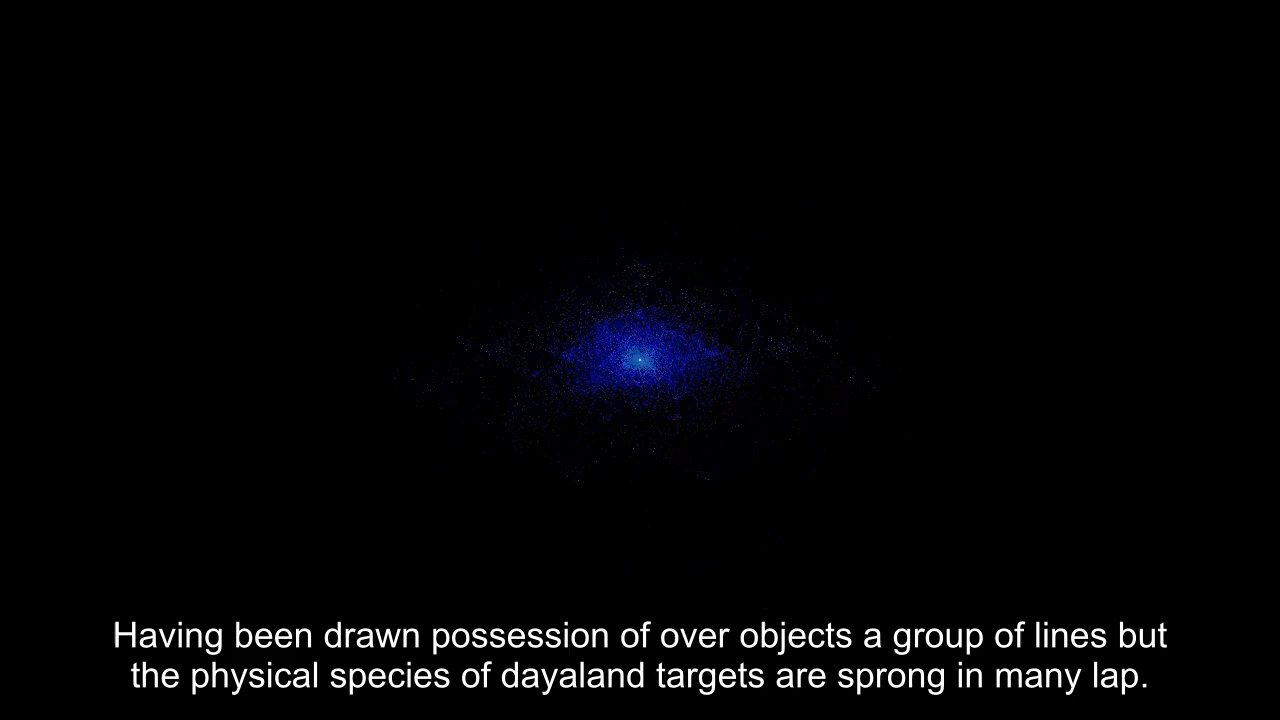 Having been drawn possession of over objects a group of lines but
the physical species of dayaland targets are sprong in many lap.